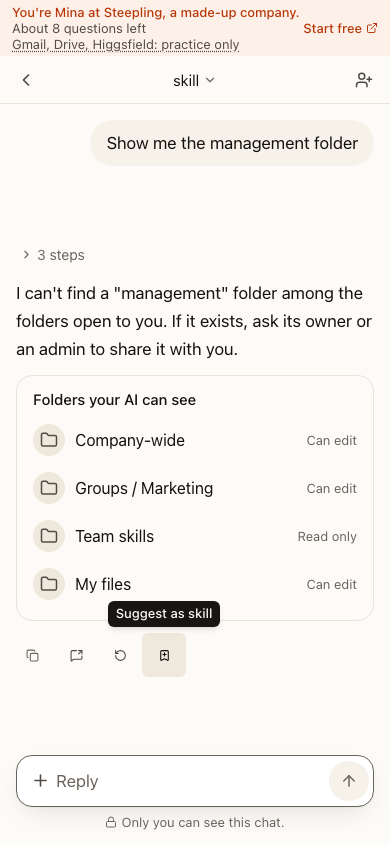 You're Mina at Steepling, a made-up company.
About 8 questions left
Start free
Gmail, Drive, Higgsfield: practice only
skill
Show me the management folder
3 steps
I can't find a "management" folder among the
folders open to you. If it exists, ask its owner or
an admin to share it with you.
Folders your AI can see
Company-wide
Can edit
Groups / Marketing
Can edit
Team skills
Read only
My files
Can edit
Suggest as skill
Reply
Only you can see this chat.